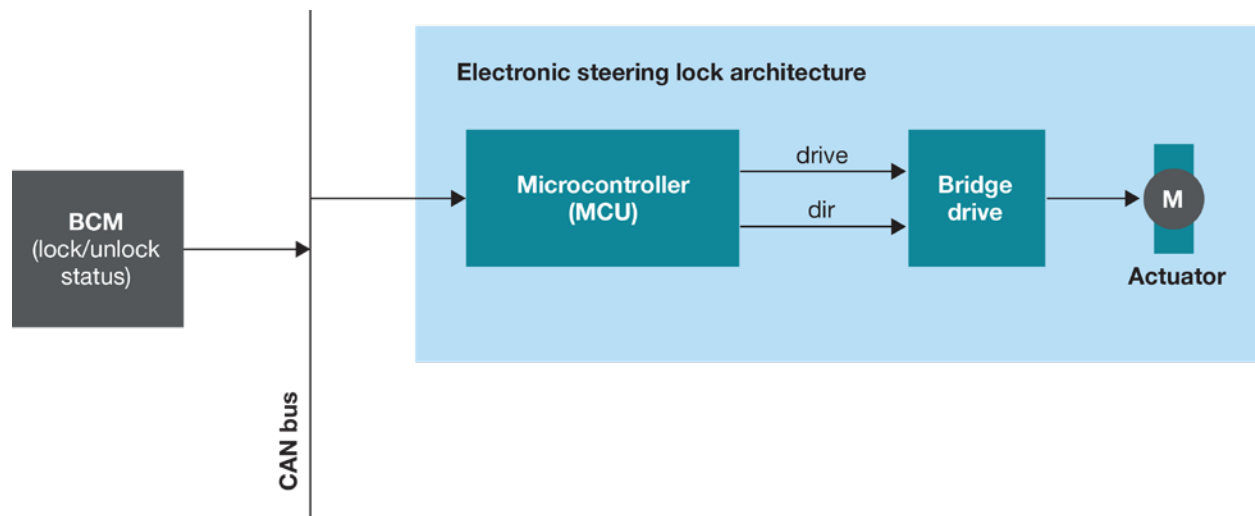 Electronic steering lock architecture
BCM
(lock/unlock
status)
CAN bus
Microcontroller
(MCU)
drive
dir
Bridge
drive
M
Actuator